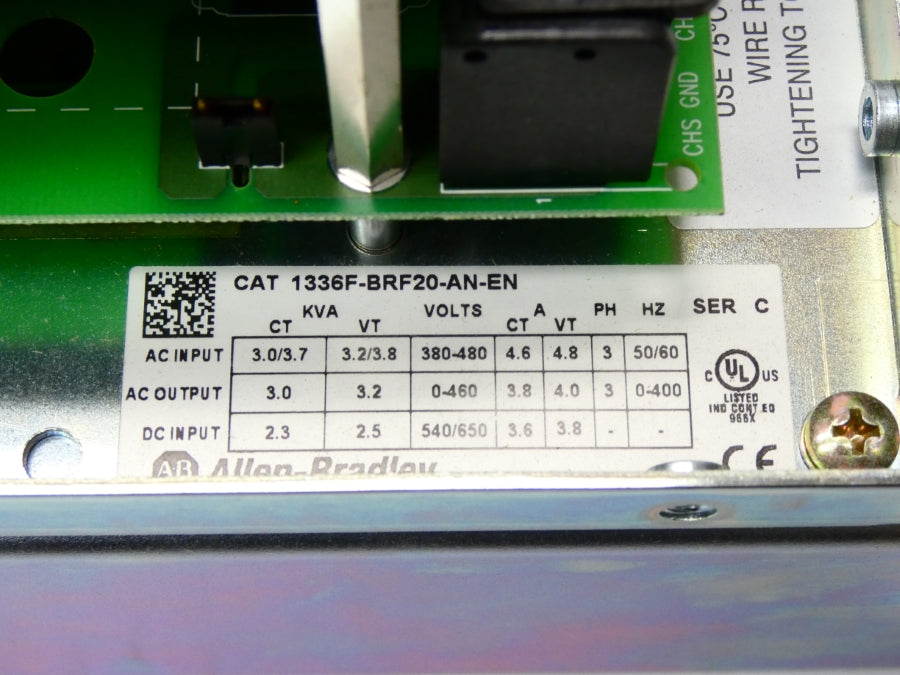 CH
CHS GND
USE 75°C
WIRE R
TIGHTENING TO
1
CAT 1336F-BRF20-AN-EN
KVA VOLTS A PH HZ SER C
CT VT CT VT
AC INPUT 3.0/3.7 3.2/3.8 380-480 4.6 4.8 3 50/60
AC OUTPUT 3.0 3.2 0-460 3.8 4.0 3 0-400
DC INPUT 2.3 2.5 540/650 3.6 3.8 - -
C UL US
LISTED
IND CONT EQ
966X
AB Allen-Bradley
CE